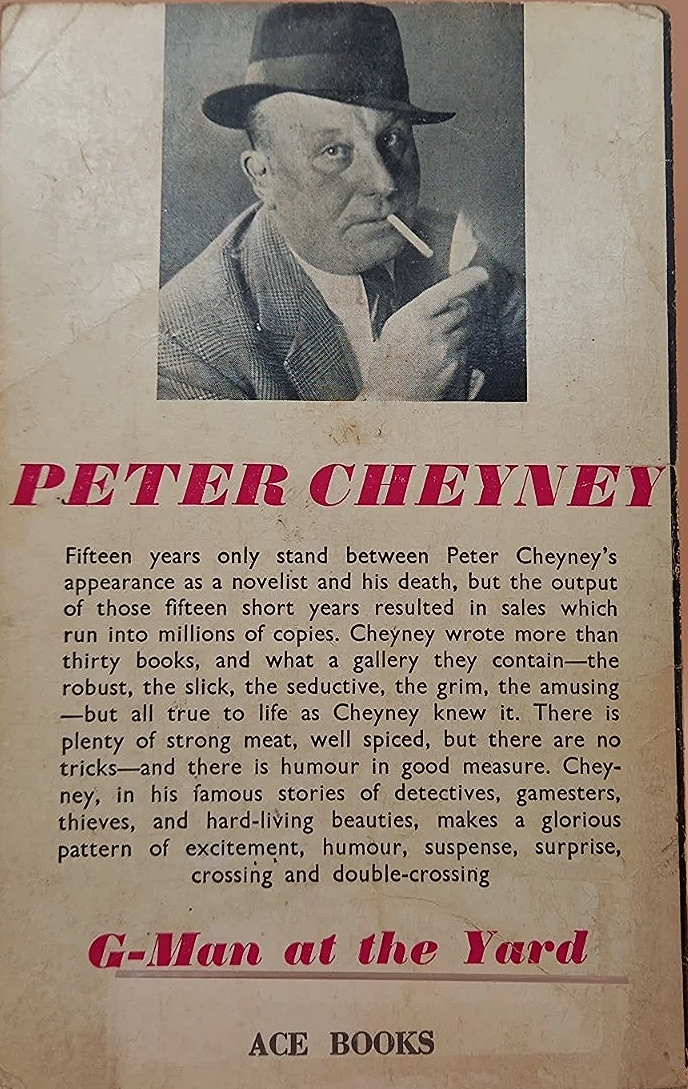 PETER CHEYNEY
Fifteen years only stand between Peter Cheyney's
appearance as a novelist and his death, but the output
of those fifteen short years resulted in sales which
run into millions of copies. Cheyney wrote more than
thirty books, and what a gallery they contain—the
robust, the slick, the seductive, the grim, the amusing
—but all true to life as Cheyney knew it. There is
plenty of strong meat, well spiced, but there are no
tricks—and there is humour in good measure. Chey-
ney, in his famous stories of detectives, gamesters,
thieves, and hard-living beauties, makes a glorious
pattern of excitement, humour, suspense, surprise,
crossing and double-crossing
G-Man at the Yard
ACE BOOKS